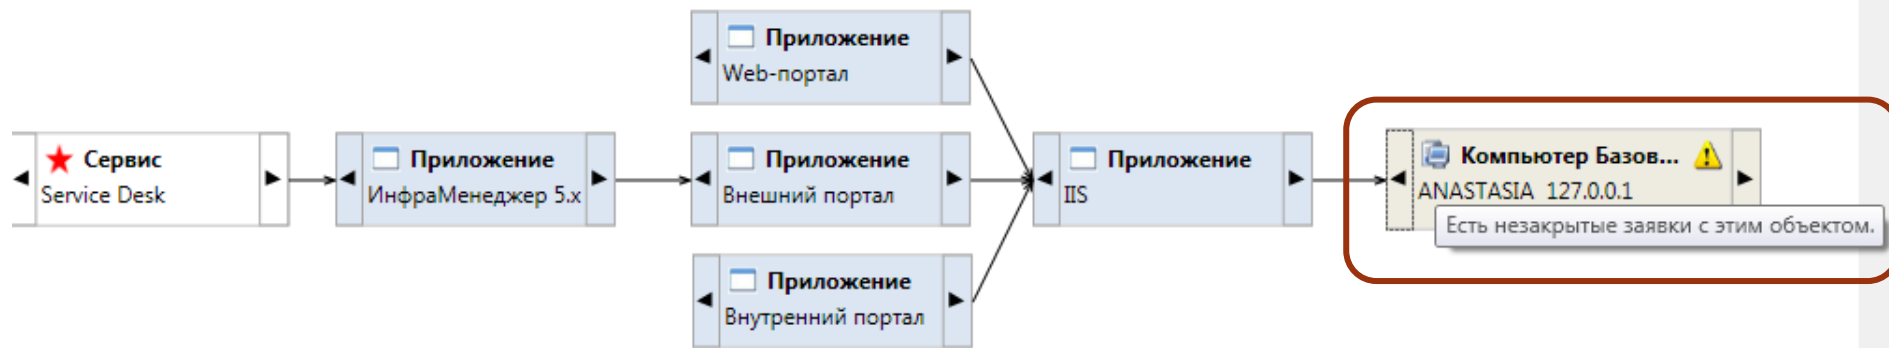 Приложение
Web-портал
Сервис
Service Desk
Приложение
ИнфраМенеджер 5.x
Приложение
Внешний портал
Приложение
Внутренний портал
Приложение
IIS
Компьютер Базов...
ANASTASIA 127.0.0.1
Есть незакрытые заявки с этим объектом.